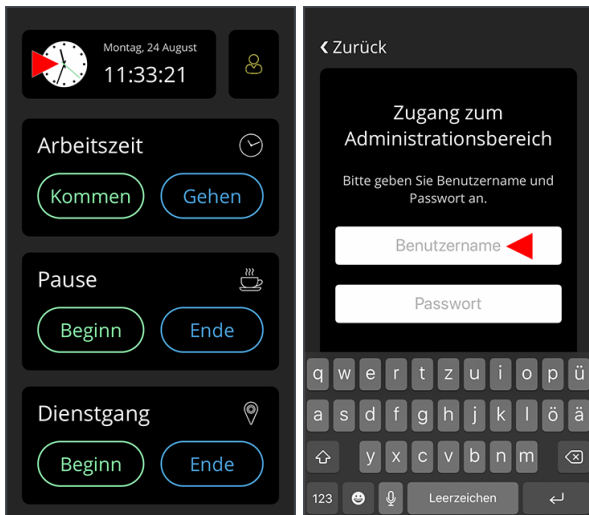 Montag, 24 August
11:33:21
Arbeitszeit
Kommen Gehen
Pause
Beginn Ende
Dienstgang
Beginn Ende
Zurück
Zugang zum
Administrationsbereich
Bitte geben Sie Benutzername und
Passwort an.
Benutzername
Passwort
q w e r t z u i o p ü
a s d f g h j k l ö ä
y x c v b n m
123 Leerzeichen